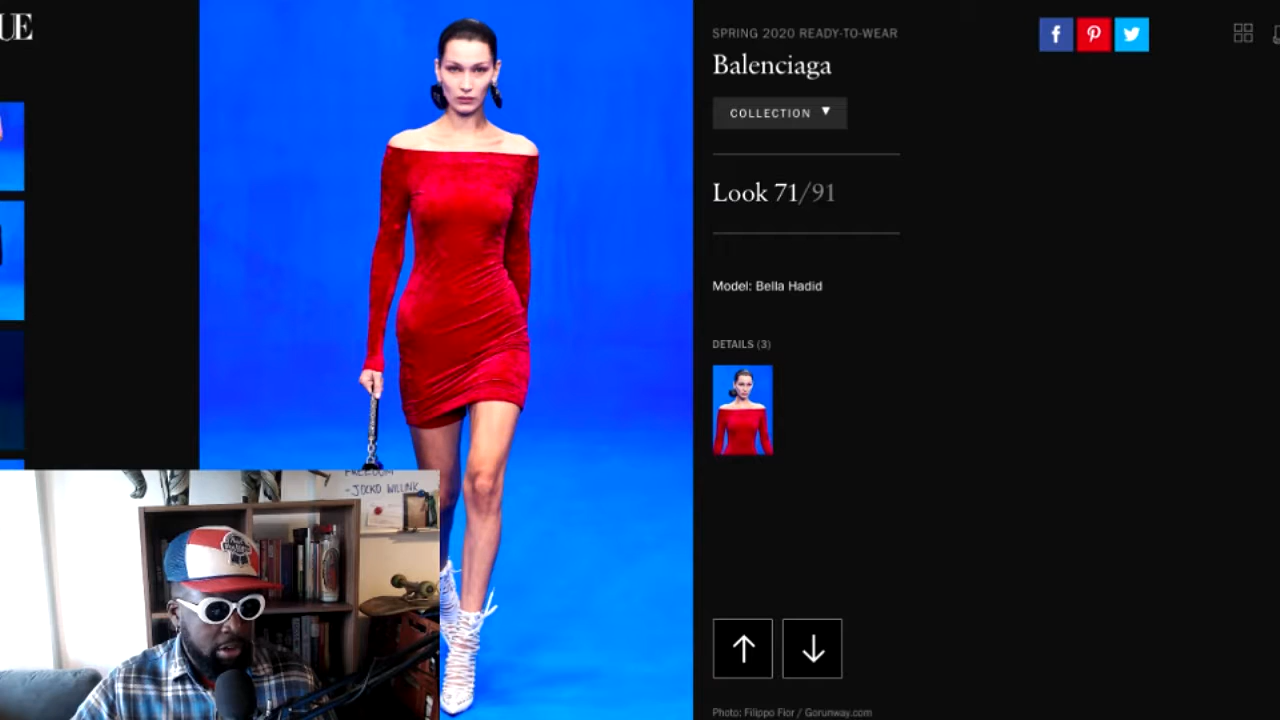 UE
SPRING 2020 READY-TO-WEAR
Balenciaga
COLLECTION
Look 71/91
Model: Bella Hadid
DETAILS (3)
FREEDOM
-JOCKO WILLINK
Photo: Filippo Fior / Gorunway.com